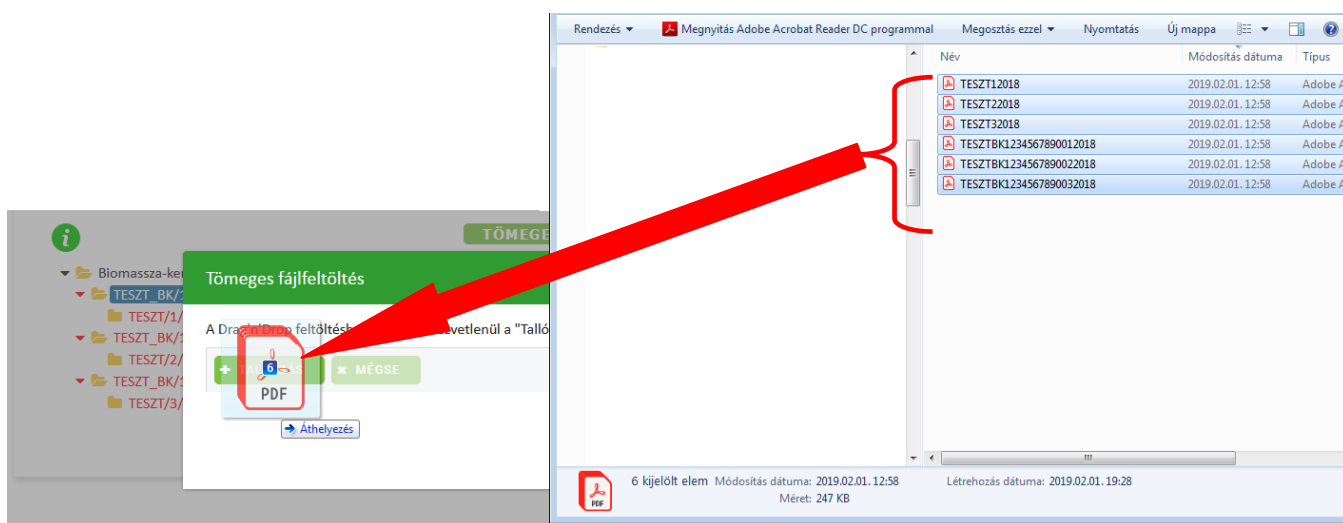 Rendezés Megnyitás Adobe Acrobat Reader DC programmal Megosztás ezzel Nyomtatás Új mappa
Név Módosítás dátuma Típus
TESZT12018 2019.02.01. 12:58 Adobe A
TESZT22018 2019.02.01. 12:58 Adobe A
TESZT32018 2019.02.01. 12:58 Adobe A
TESZTBK1234567890012018 2019.02.01. 12:58 Adobe A
TESZTBK1234567890022018 2019.02.01. 12:58 Adobe A
TESZTBK1234567890032018 2019.02.01. 12:58 Adobe A
TÖMEGE
Biomassza-ke
TESZT_BK/
TESZT/1/
TESZT_BK/1
TESZT/2/
TESZT_BK/
TESZT/3/
Tömeges fájlfeltöltés
A Drag'n'Drop feltöltés "Talló
MÉGSE
6
PDF
Áthelyezés
6 kijelölt elem Módosítás dátuma: 2019.02.01. 12:58 Létrehozás dátuma: 2019.02.01. 19:28
Méret: 247 KB
PDF